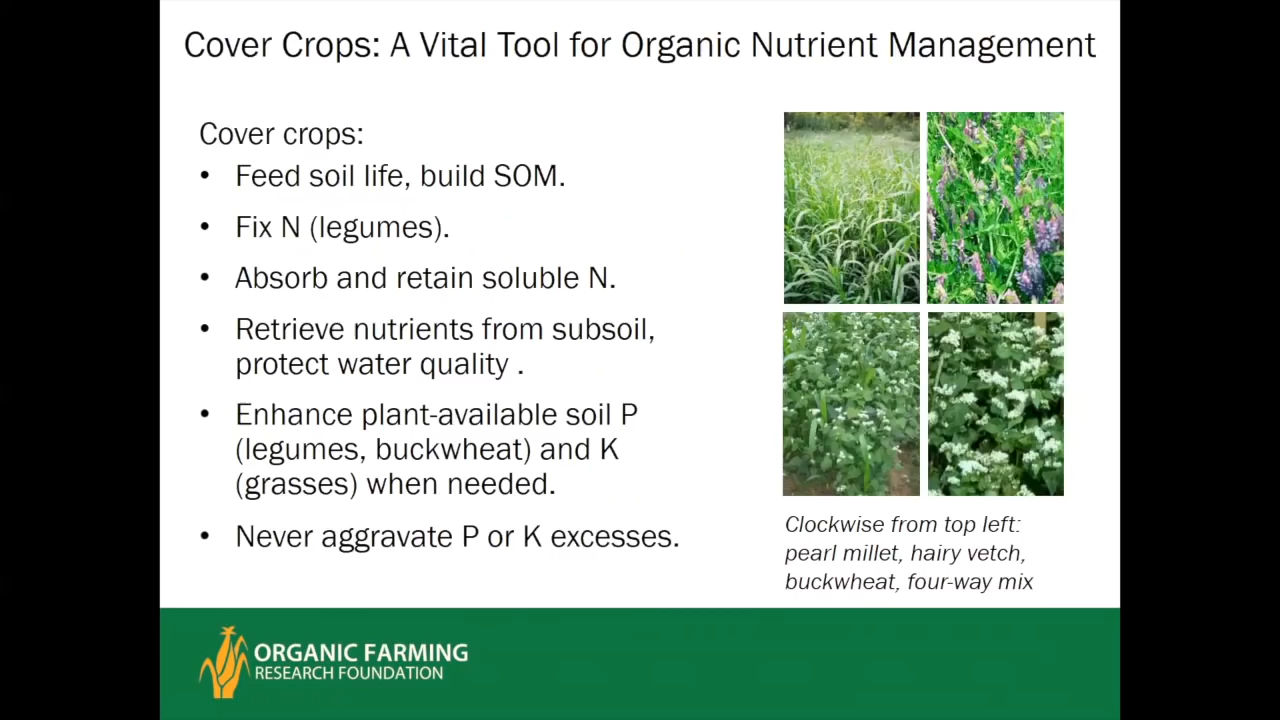 Cover Crops: A Vital Tool for Organic Nutrient Management
Cover crops:
• Feed soil life, build SOM.
• Fix N (legumes).
• Absorb and retain soluble N.
• Retrieve nutrients from subsoil,
protect water quality .
• Enhance plant-available soil P
(legumes, buckwheat) and K
(grasses) when needed.
• Never aggravate P or K excesses.
Clockwise from top left:
pearl millet, hairy vetch,
buckwheat, four-way mix
ORGANIC FARMING
RESEARCH FOUNDATION